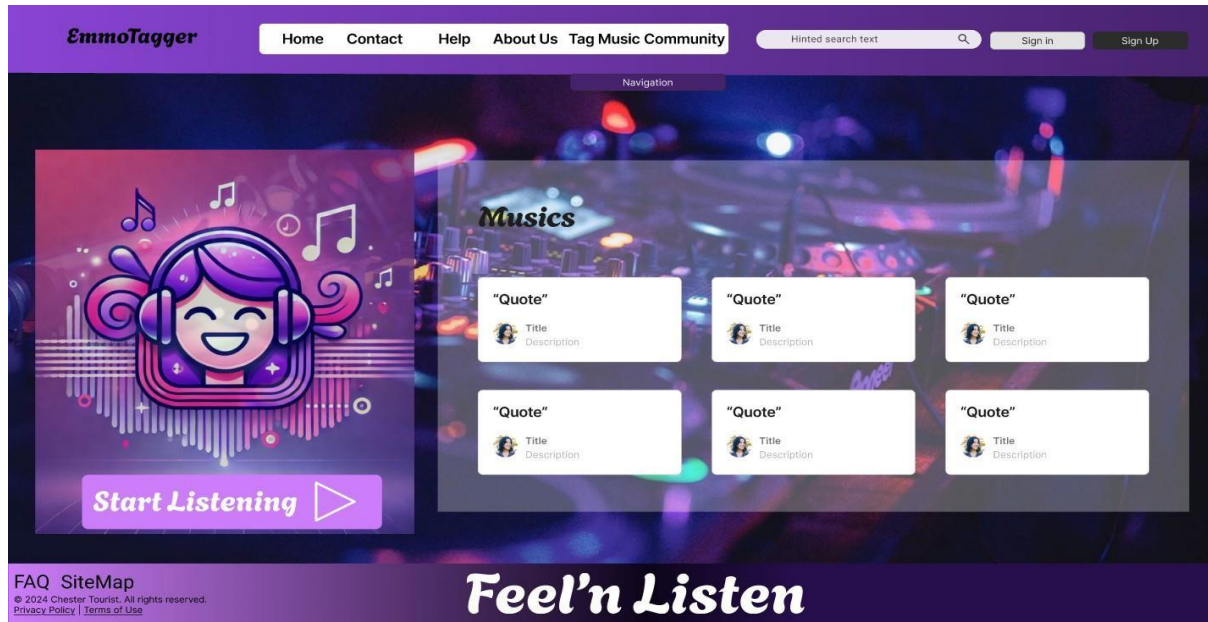 EmmoTagger
Home Contact Help About Us Tag Music Community
Hinted search text
Sign in
Sign Up
Navigation
Musics
“Quote”
Title
Description
“Quote”
Title
Description
“Quote”
Title
Description
“Quote”
Title
Description
“Quote”
Title
Description
“Quote”
Title
Description
Pioneer
Start Listening
FAQ SiteMap
© 2024 Chester Tourist. All rights reserved.
Privacy Policy | Terms of Use
Feel’n Listen